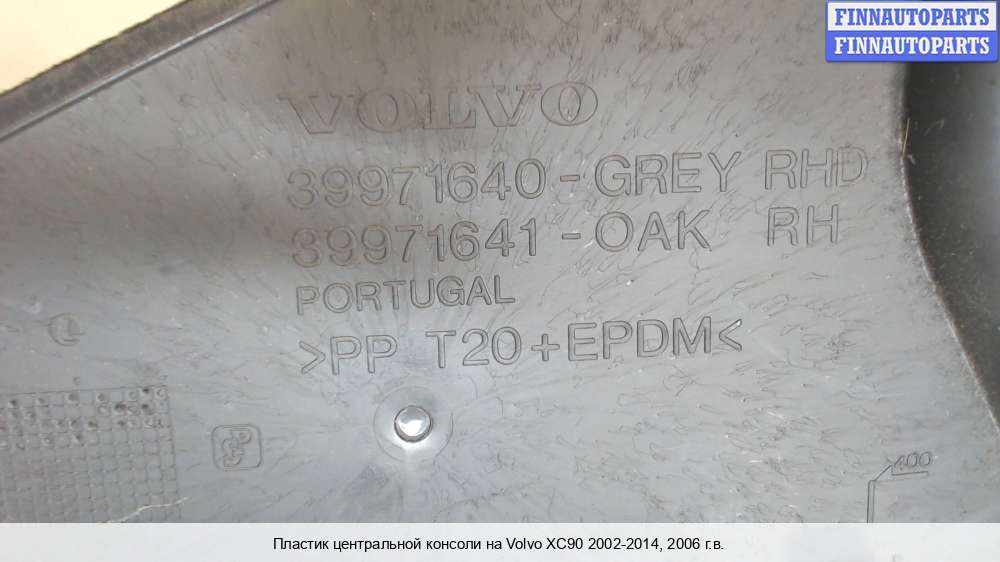 FINNAUTOPARTS
FINNAUTOPARTS
VOLVO
39971640-GREY RHD
39971641-OAK RH
PORTUGAL
>PP T20+EPDM<
400
Пластик центральной консоли на Volvo XC90 2002-2014, 2006 г.в.